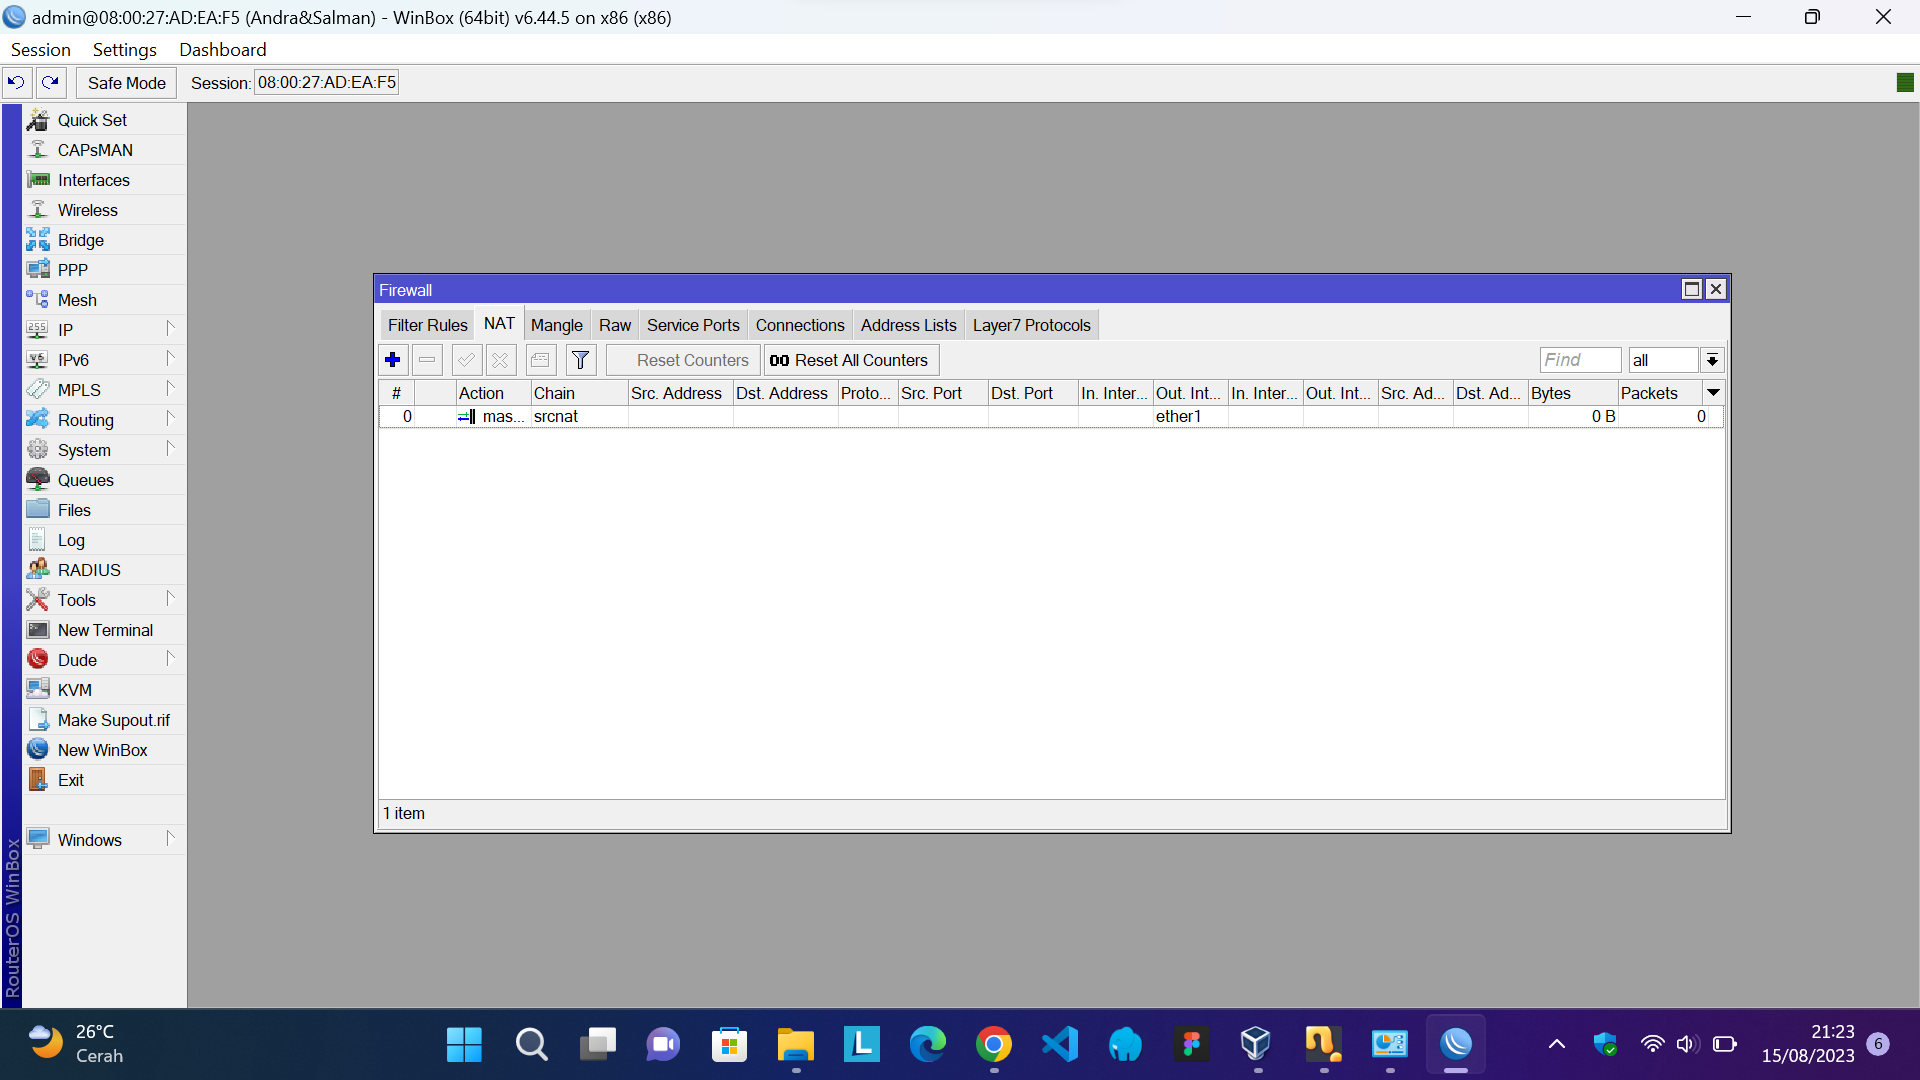 admin@08:00:27:AD:EA:F5 (Andra&Salman) - WinBox (64bit) v6.44.5 on x86 (x86)
Session Settings Dashboard
Safe Mode Session: 08:00:27:AD:EA:F5
Quick Set
CAPsMAN
Interfaces
Wireless
Bridge
PPP
Mesh
IP
IPv6
MPLS
Routing
System
Queues
Files
Log
RADIUS
Tools
New Terminal
Dude
KVM
Make Supout.rif
New WinBox
Exit
Windows
RouterOS WinBox
Firewall
Filter Rules NAT Mangle Raw Service Ports Connections Address Lists Layer7 Protocols
Reset Counters 00 Reset All Counters Find all
# Action Chain Src. Address Dst. Address Proto... Src. Port Dst. Port In. Inter... Out. Int... In. Inter... Out. Int... Src. Ad... Dst. Ad... Bytes Packets
0 mas... srcnat ether1 0 B 0
1 item
26°C
Cerah
21:23
15/08/2023 6